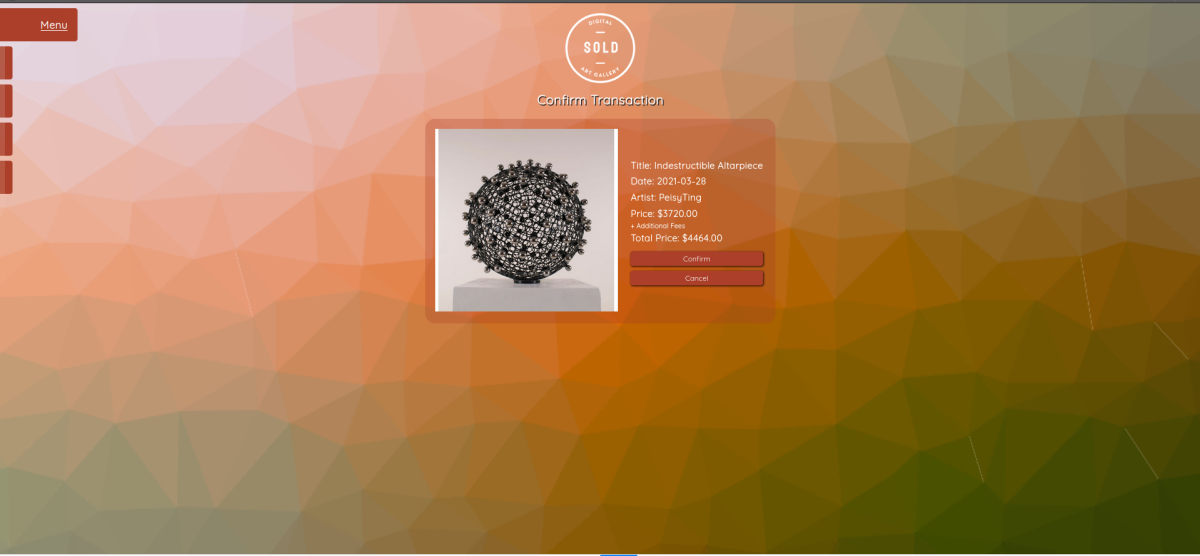 Menu
DIGITAL
SOLD
ART GALLERY
Confirm Transaction
Title: Indestructible Altarpiece
Date: 2021-03-28
Artist: PeisyTing
Price: $3720.00
+ Additional Fees
Total Price: $4464.00
Confirm
Cancel